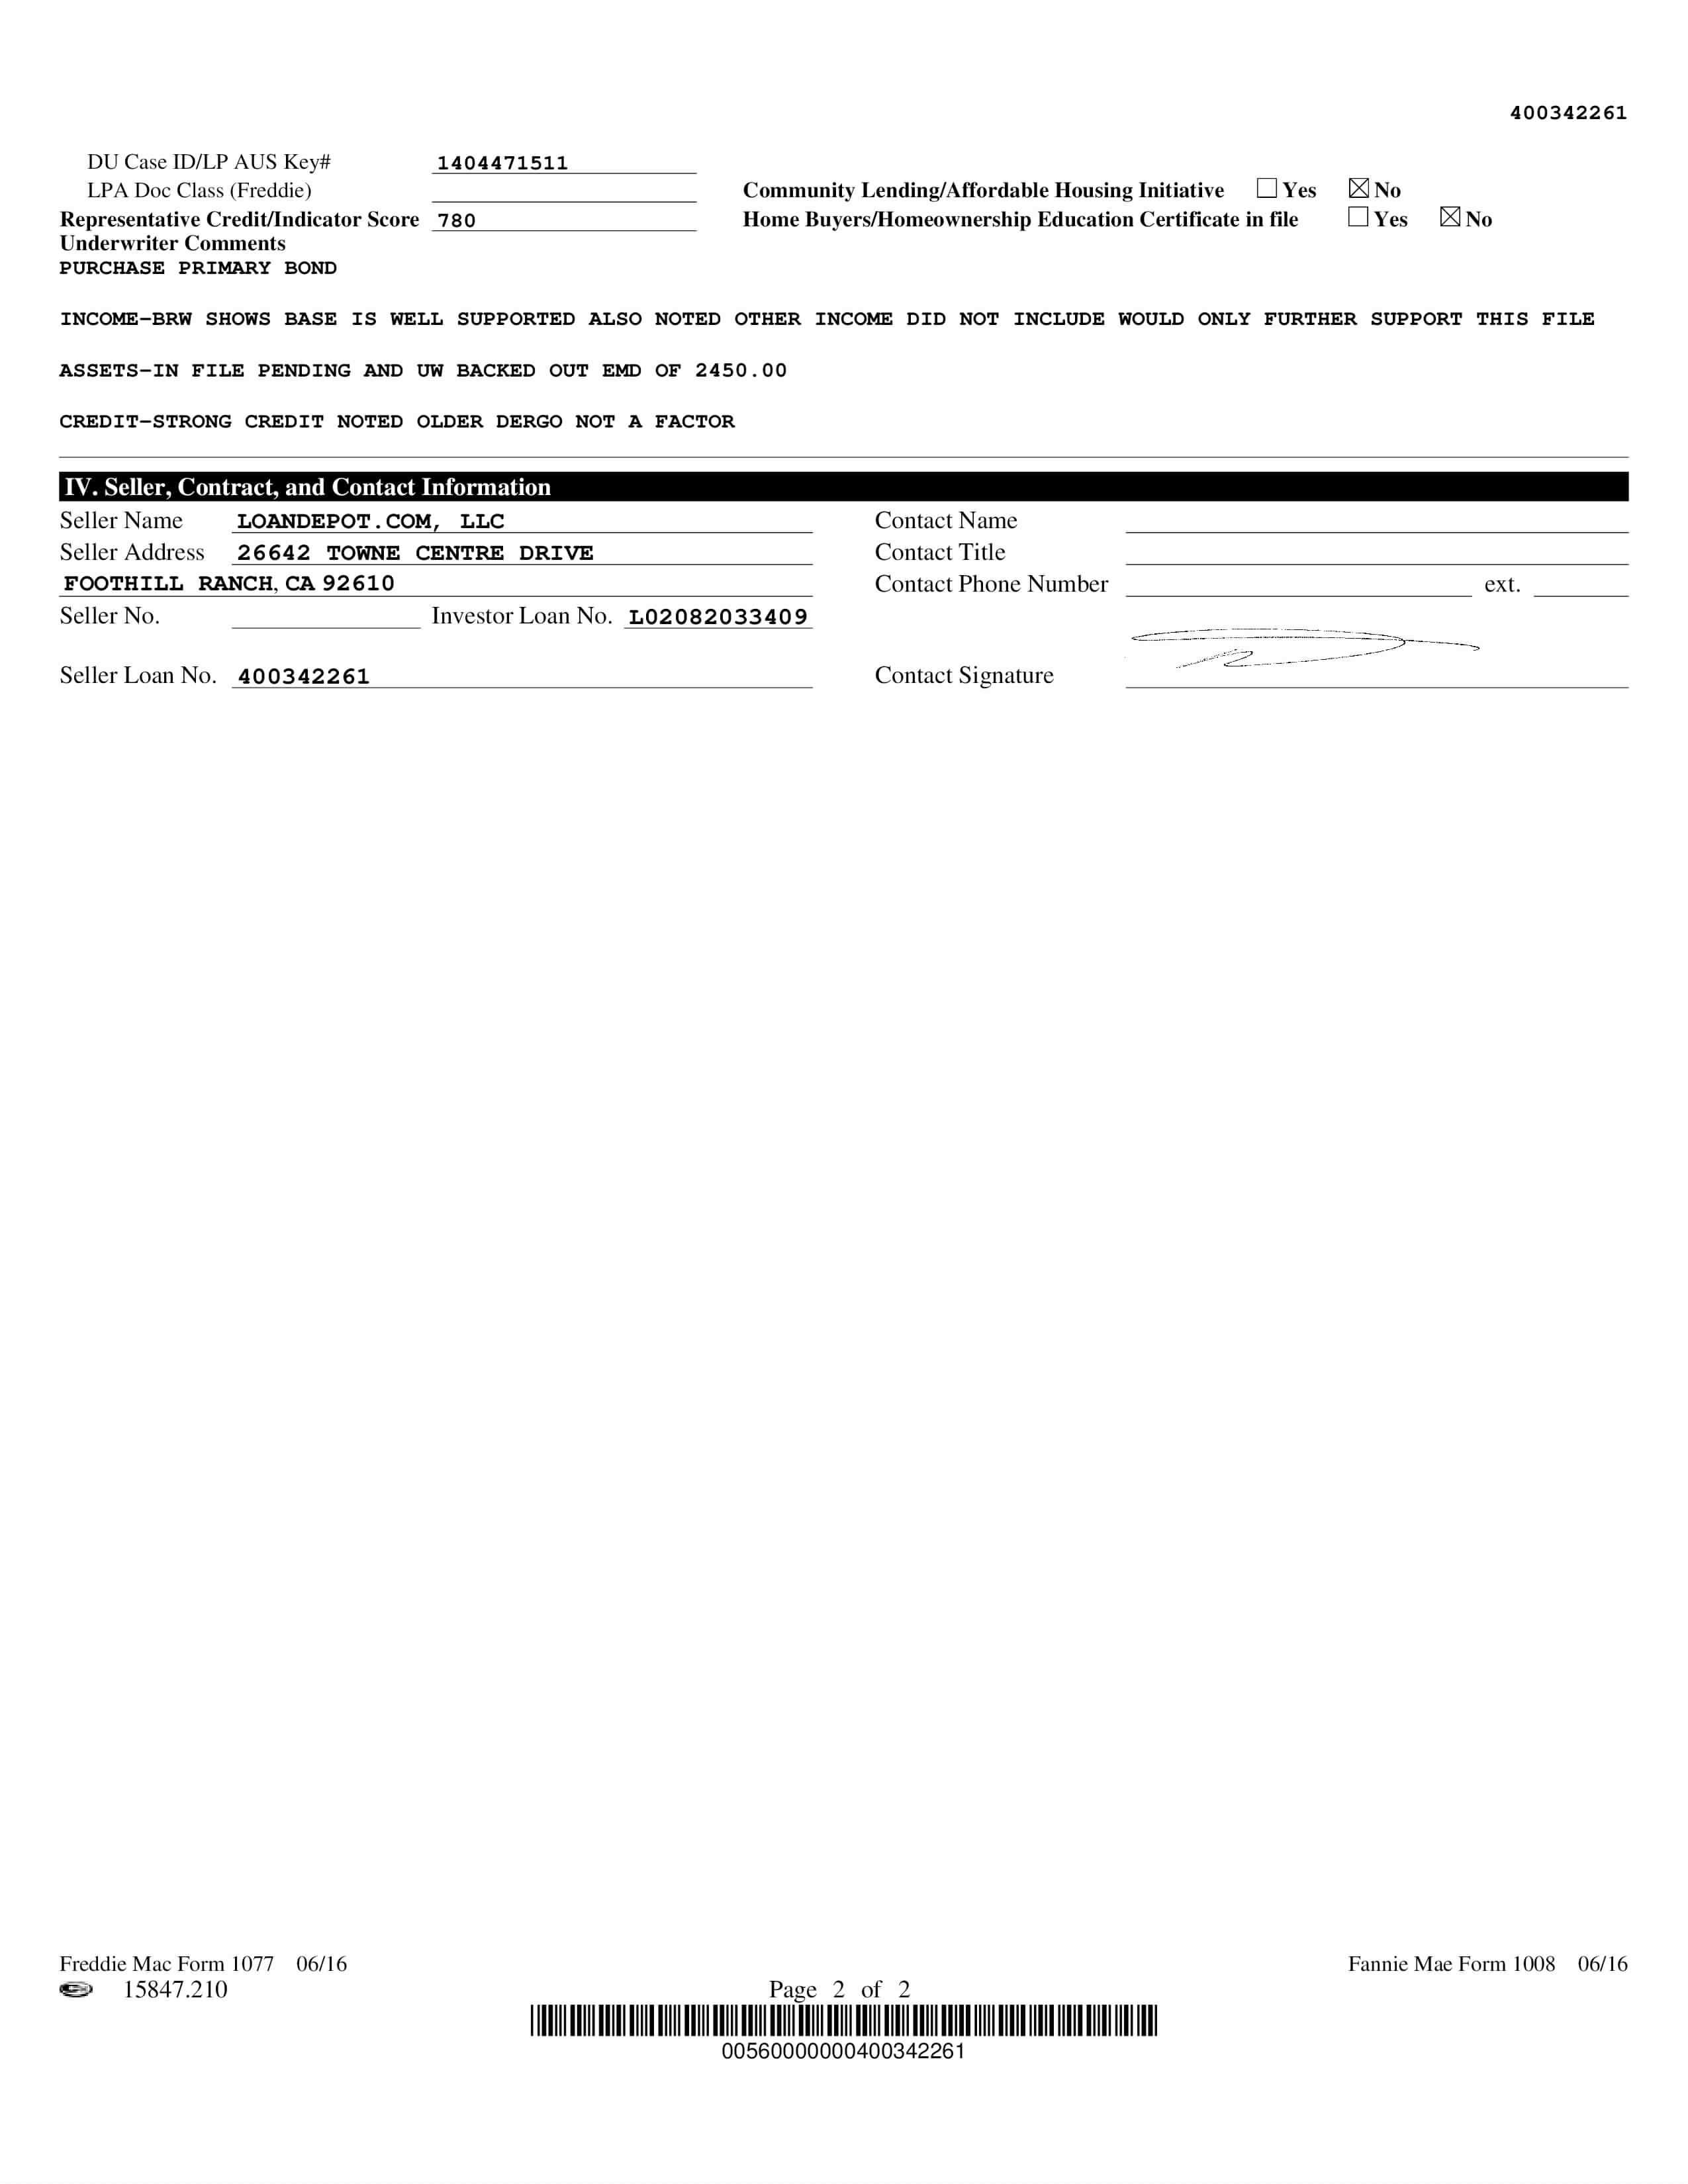 400342261
DU Case ID/LP AUS Key# 1404471511
LPA Doc Class (Freddie) Community Lending/Affordable Housing Initiative Yes No
Representative Credit/Indicator Score 780 Home Buyers/Homeownership Education Certificate in file Yes No
Underwriter Comments
PURCHASE PRIMARY BOND
INCOME-BRW SHOWS BASE IS WELL SUPPORTED ALSO NOTED OTHER INCOME DID NOT INCLUDE WOULD ONLY FURTHER SUPPORT THIS FILE
ASSETS-IN FILE PENDING AND UW BACKED OUT EMD OF 2450.00
CREDIT-STRONG CREDIT NOTED OLDER DERGO NOT A FACTOR
IV. Seller, Contract, and Contact Information
Seller Name LOANDEPOT.COM, LLC Contact Name
Seller Address 26642 TOWNE CENTRE DRIVE Contact Title
FOOTHILL RANCH, CA 92610 Contact Phone Number ext.
Seller No. Investor Loan No. L02082033409
Seller Loan No. 400342261 Contact Signature
Freddie Mac Form 1077 06/16 Fannie Mae Form 1008 06/16
15847.210 Page 2 of 2
00560000000400342261